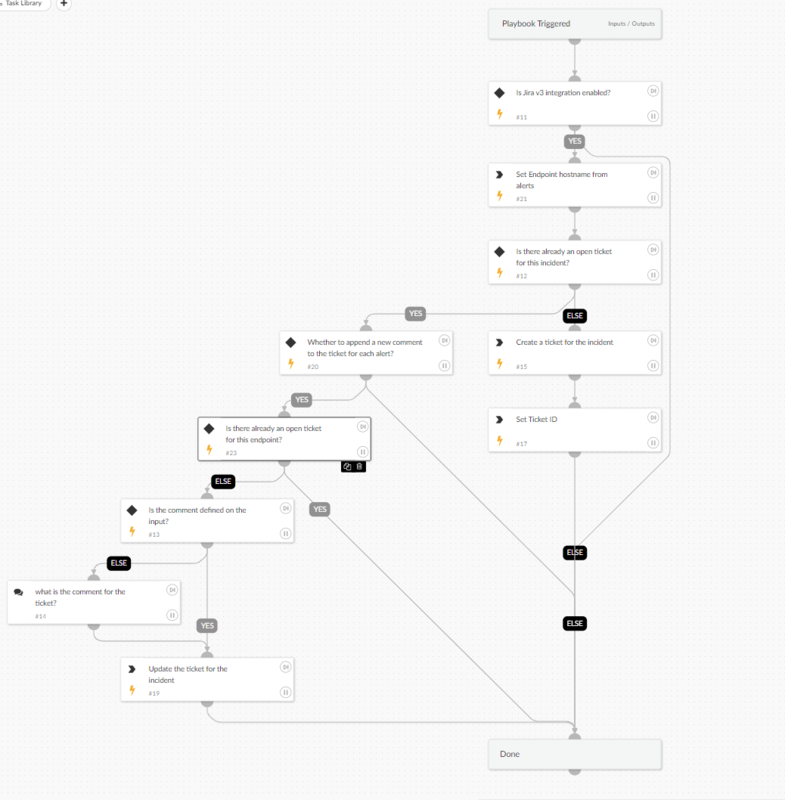 Task Library
+
Playbook Triggered
Inputs / Outputs
Is Jira v3 integration enabled?
#11
YES
Set Endpoint hostname from
alerts
#21
Is there already an open ticket
for this incident?
#12
YES
ELSE
Whether to append a new comment
to the ticket for each alert?
#20
Create a ticket for the incident
#15
YES
Set Ticket ID
#17
Is there already an open ticket
for this endpoint?
#23
ELSE
Is the comment defined on the
input?
#13
YES
ELSE
ELSE
what is the comment for the
ticket?
#14
YES
ELSE
Update the ticket for the
incident
#19
Done